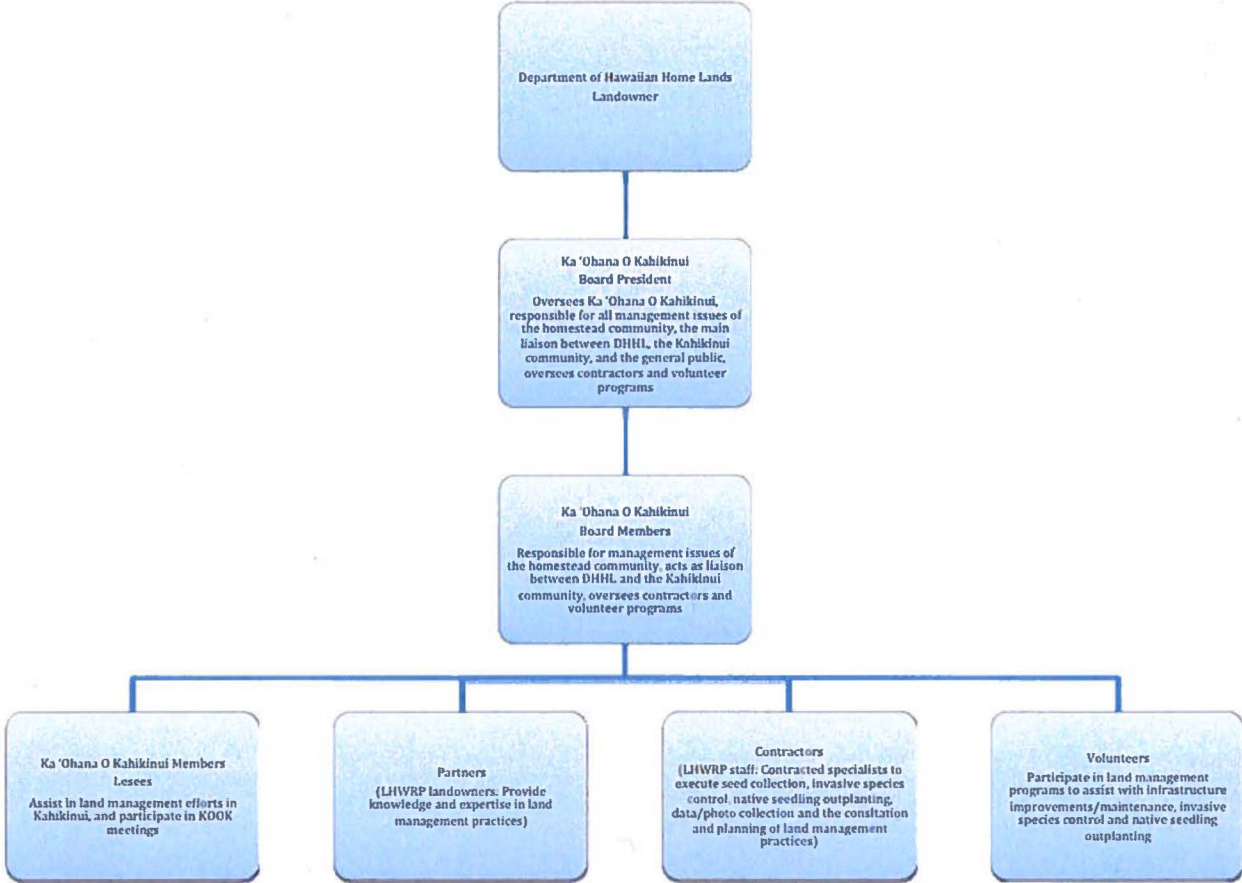 Department of Hawaiian Home Lands
Landowner
Ka 'Ohana O Kahikinui
Board President
Oversees Ka 'Ohana O Kahikinui,
responsible for all management issues of
the homestead community, the main
liaison between DHHL, the Kahikinui
community, and the general public,
oversees contractors and volunteer
programs
Ka 'Ohana O Kahikinui
Board Members
Responsible for management issues of
the homestead community, acts as liaison
between DHHL and the Kahikinui
community, oversees contractors and
volunteer programs
Ka 'Ohana O Kahikinui Members
Lesees
Assist in land management efforts in
Kahikinui, and participate in KOOK
meetings
Partners
(LHWRP landowners. Provide
knowledge and expertise in land
management practices)
Contractors
(LHWRP staff: Contracted specialists to
execute seed collection, invasive species
control, native seedling outplanting,
data/photo collection and the consltation
and planning of land management
practices)
Volunteers
Participate in land management
programs to assist with infrastructure
improvements/maintenance, invasive
species control and native seedling
outplanting